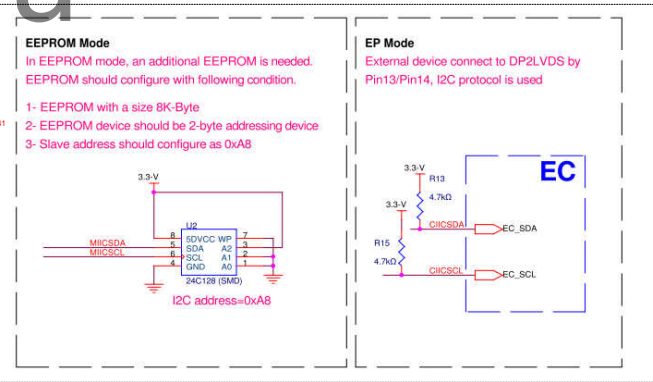 EEPROM Mode
In EEPROM mode, an additional EEPROM is needed.
EEPROM should configure with following condition.
1- EEPROM with a size 8K-Byte
2- EEPROM device should be 2-byte addressing device
3- Slave address should configure as 0xA8
3.3-V
U2
8 5DVCC WP 7
MIICSDA 5 SDA A2 3
MIICSCL 6 SCL A1 2
4 GND A0 1
24C128 (SMD)
I2C address=0xA8
EP Mode
External device connect to DP2LVDS by
Pin13/Pin14, I2C protocol is used
3.3-V
R13
4.7kΩ
3.3-V
CIICSDA
EC_SDA
R15
4.7kΩ
CIICSCL
EC_SCL
EC